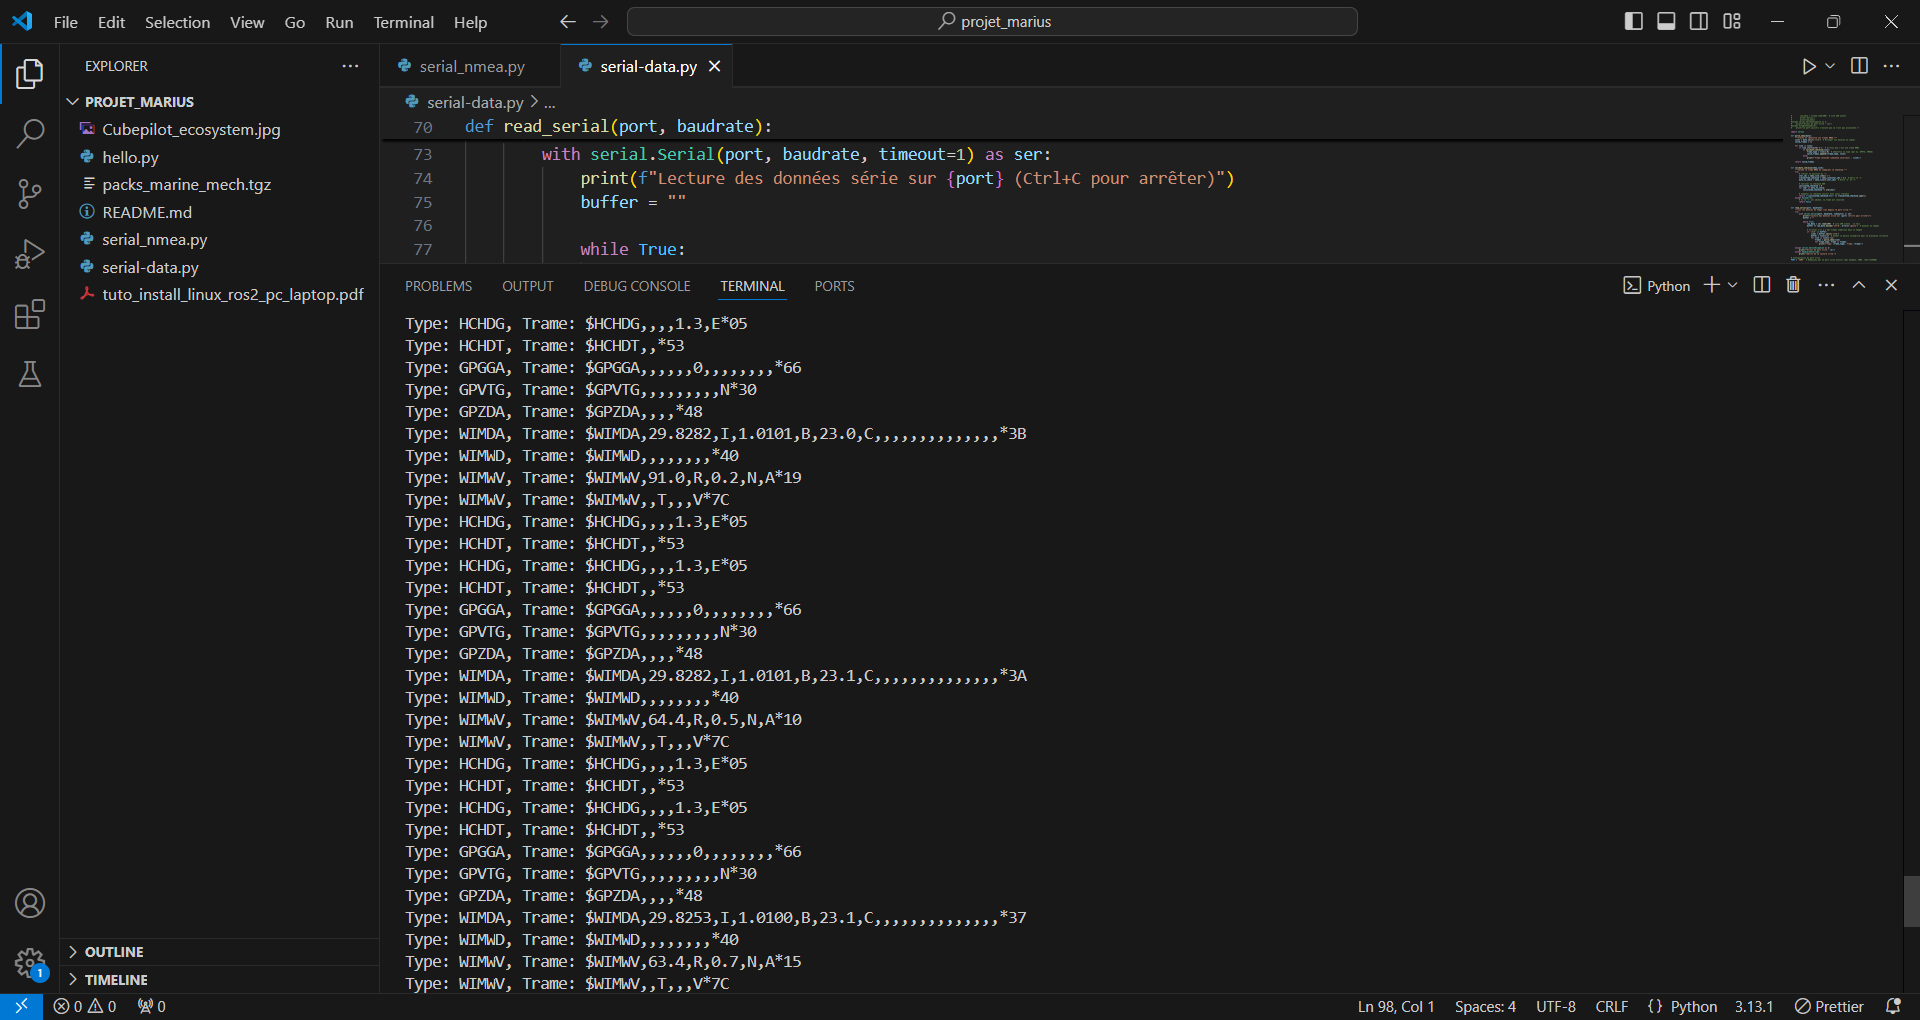 File Edit Selection View Go Run Terminal Help
projet_marius
EXPLORER
PROJET_MARIUS
Cubepilot_ecosystem.jpg
hello.py
packs_marine_mech.tgz
README.md
serial_nmea.py
serial-data.py
tuto_install_linux_ros2_pc_laptop.pdf
OUTLINE
TIMELINE
serial_nmea.py serial-data.py
serial-data.py > ...
70 def read_serial(port, baudrate):
73 with serial.Serial(port, baudrate, timeout=1) as ser:
74 print(f"Lecture des données série sur {port} (Ctrl+C pour arrêter)")
75 buffer = ""
76
77 while True:
PROBLEMS OUTPUT DEBUG CONSOLE TERMINAL PORTS
Python
Type: HCHDG, Trame: $HCHDG,,,,1.3,E*05
Type: HCHDT, Trame: $HCHDT,,*53
Type: GPGGA, Trame: $GPGGA,,,,,,0,,,,,,,,*66
Type: GPVTG, Trame: $GPVTG,,,,,,,,,N*30
Type: GPZDA, Trame: $GPZDA,,,,*48
Type: WIMDA, Trame: $WIMDA,29.8282,I,1.0101,B,23.0,C,,,,,,,,,,,,,,*3B
Type: WIMWD, Trame: $WIMWD,,,,,,,,*40
Type: WIMWV, Trame: $WIMWV,91.0,R,0.2,N,A*19
Type: WIMWV, Trame: $WIMWV,,T,,,V*7C
Type: HCHDG, Trame: $HCHDG,,,,1.3,E*05
Type: HCHDT, Trame: $HCHDT,,*53
Type: HCHDG, Trame: $HCHDG,,,,1.3,E*05
Type: HCHDT, Trame: $HCHDT,,*53
Type: GPGGA, Trame: $GPGGA,,,,,,0,,,,,,,,*66
Type: GPVTG, Trame: $GPVTG,,,,,,,,,N*30
Type: GPZDA, Trame: $GPZDA,,,,*48
Type: WIMDA, Trame: $WIMDA,29.8282,I,1.0101,B,23.1,C,,,,,,,,,,,,,,*3A
Type: WIMWD, Trame: $WIMWD,,,,,,,,*40
Type: WIMWV, Trame: $WIMWV,64.4,R,0.5,N,A*10
Type: WIMWV, Trame: $WIMWV,,T,,,V*7C
Type: HCHDG, Trame: $HCHDG,,,,1.3,E*05
Type: HCHDT, Trame: $HCHDT,,*53
Type: HCHDG, Trame: $HCHDG,,,,1.3,E*05
Type: HCHDT, Trame: $HCHDT,,*53
Type: GPGGA, Trame: $GPGGA,,,,,,0,,,,,,,,*66
Type: GPVTG, Trame: $GPVTG,,,,,,,,,N*30
Type: GPZDA, Trame: $GPZDA,,,,*48
Type: WIMDA, Trame: $WIMDA,29.8253,I,1.0100,B,23.1,C,,,,,,,,,,,,,,*37
Type: WIMWD, Trame: $WIMWD,,,,,,,,*40
Type: WIMWV, Trame: $WIMWV,63.4,R,0.7,N,A*15
Type: WIMWV, Trame: $WIMWV,,T,,,V*7C
1
0 0 0
Ln 98, Col 1 Spaces: 4 UTF-8 CRLF {} Python 3.13.1 Prettier